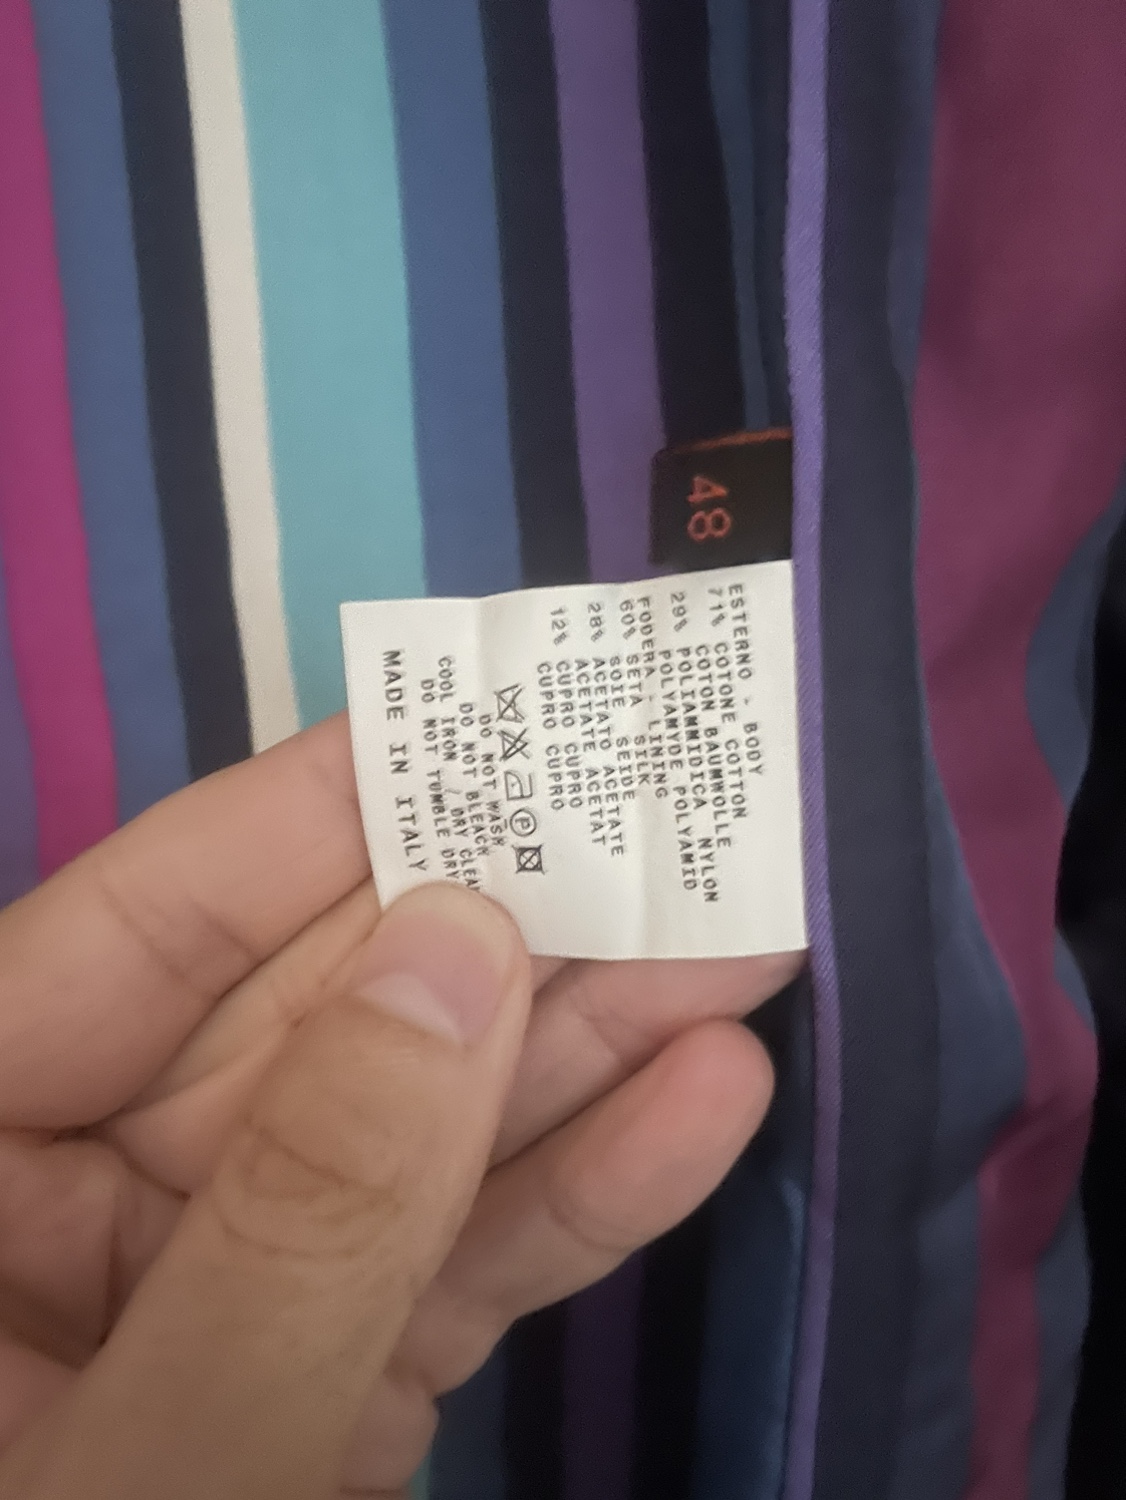 48
ESTERNO - BODY
71% COTONE COTTON
COTON BAUMWOLLE
29% POLIAMMIDICA NYLON
POLYAMYDE POLYAMID
FODERA - LINING
60% SETA SILK
SOIE SEIDE
28% ACETATO ACETATE
ACETATE ACETAT
12% CUPRO CUPRO
CUPRO CUPRO
P
DO NOT WASH
DO NOT BLEACH
COOL IRON / DRY CLEAN
DO NOT TUMBLE DRY
MADE IN ITALY